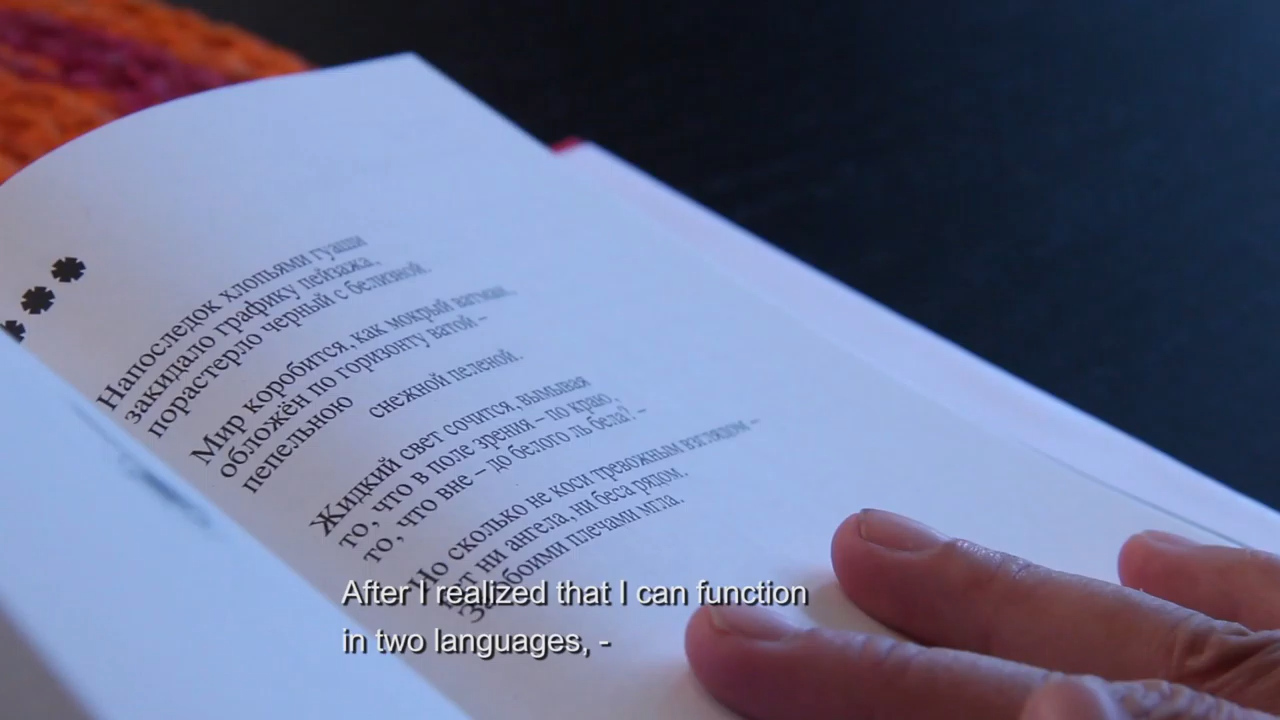 Напоследок хлопьями гуаши
закидало графику пейзажа,
порастерло черный с белизной.
Мир коробится, как мокрый ватман,
обложён по горизонту ватой –
пепельною
снежной пеленой.
Жидкий свет сочится, вымывая
то, что в поле зрения – по краю,
то, что вне – до белого ль бела? –
Но сколько не коси тревожным взглядом –
нет ни ангела, ни беса рядом.
За обоими плечами мгла.
After I realized that I can function
in two languages, -